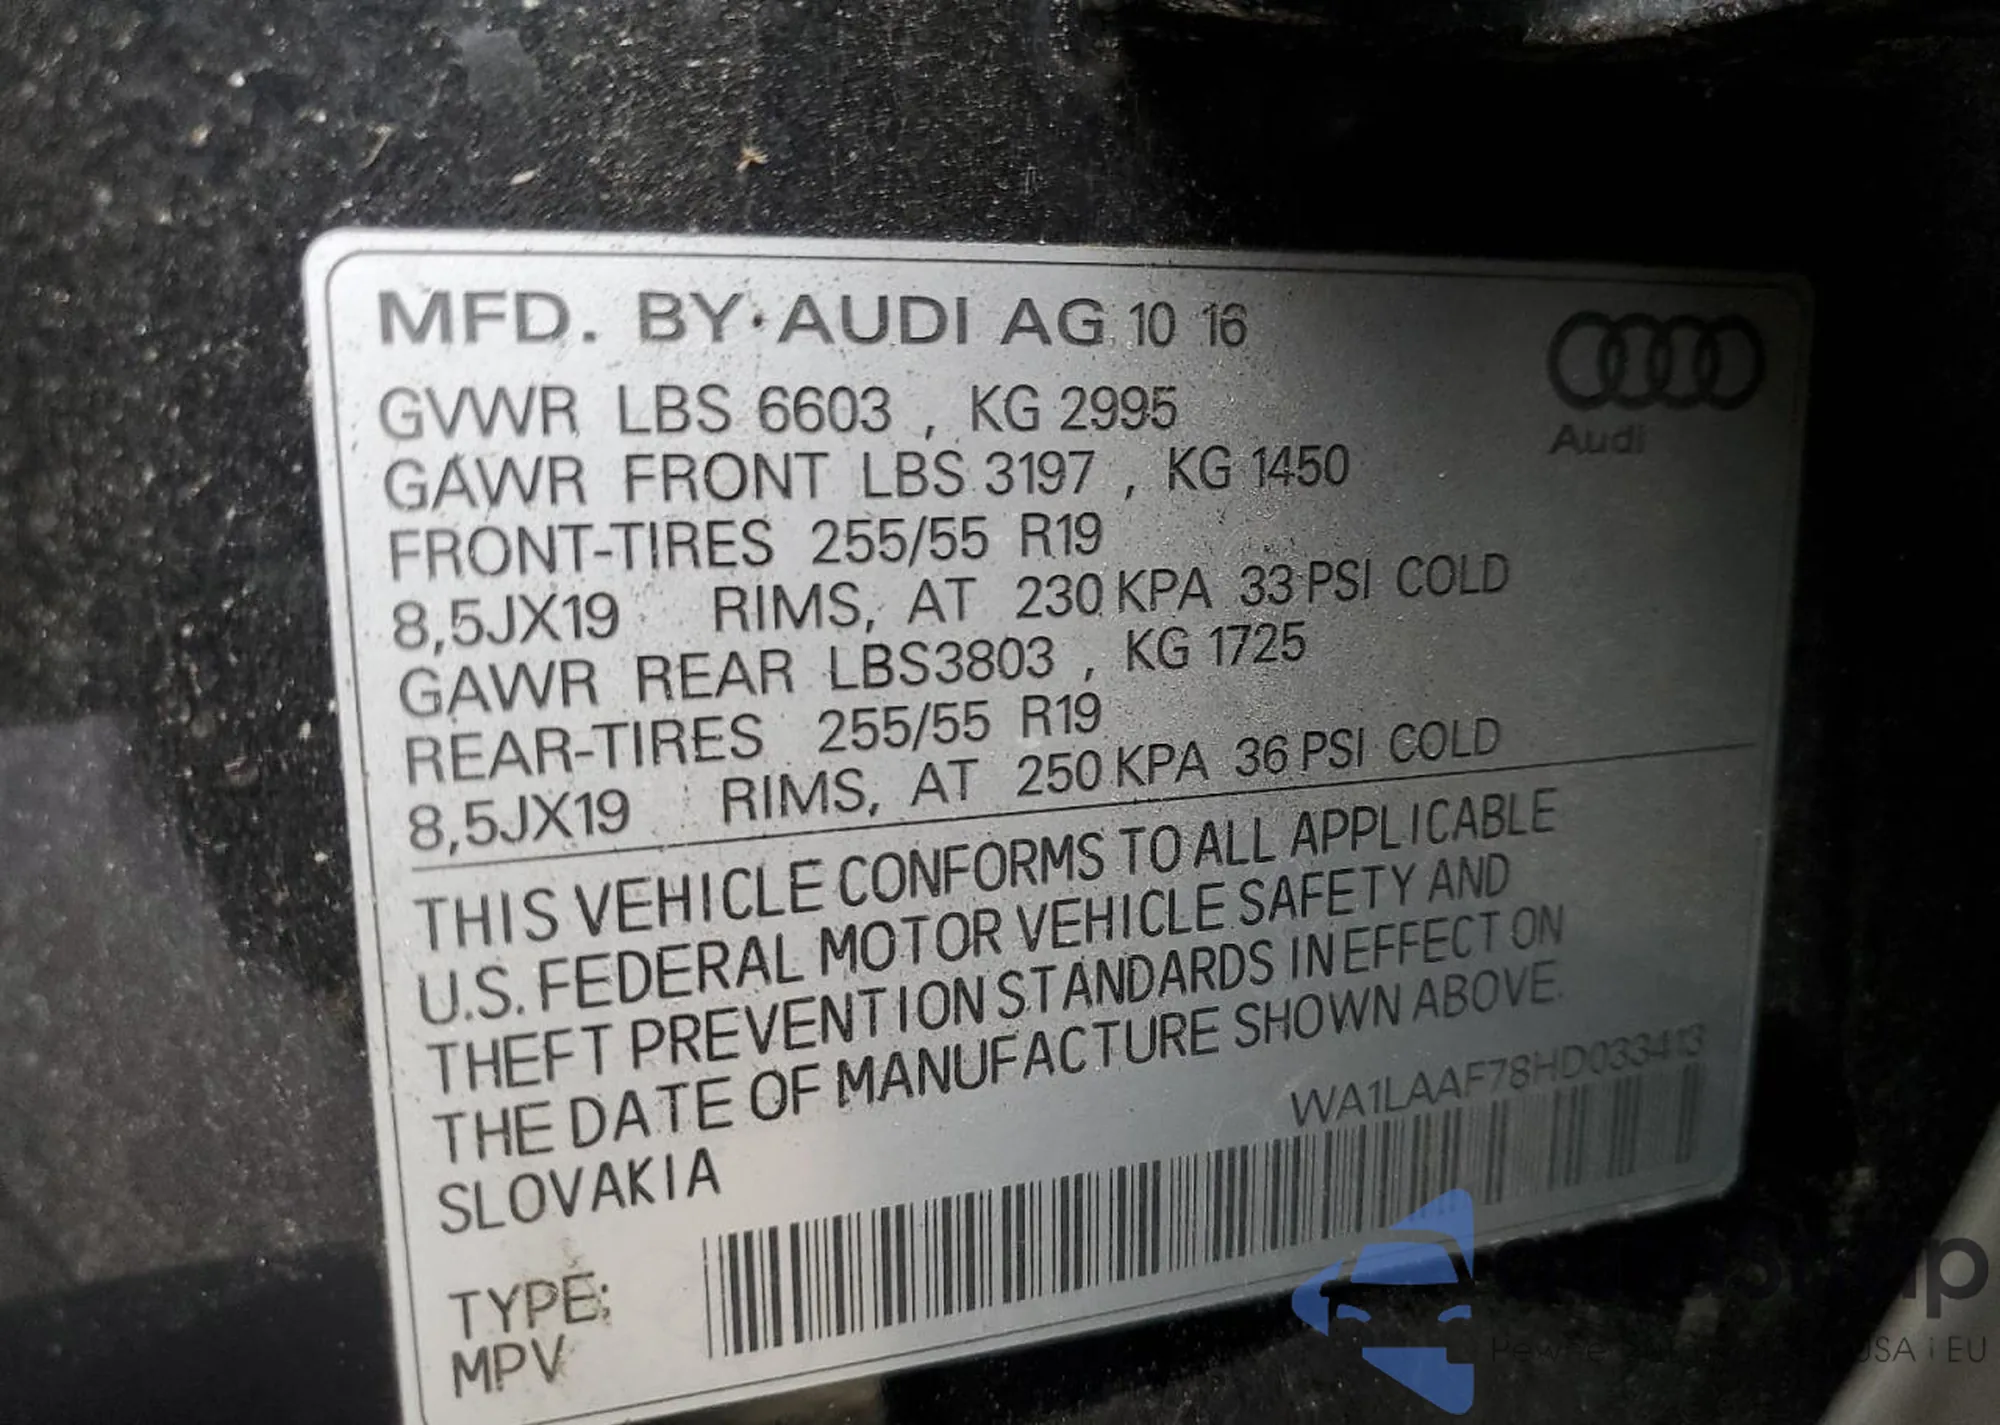 MFD. BY AUDI AG 10 16
GVWR LBS 6603 , KG 2995
GAWR FRONT LBS 3197 , KG 1450
FRONT-TIRES 255/55 R19
8,5JX19 RIMS, AT 230 KPA 33 PSI COLD
GAWR REAR LBS3803 , KG 1725
REAR-TIRES 255/55 R19
8,5JX19 RIMS, AT 250 KPA 36 PSI COLD
Audi
THIS VEHICLE CONFORMS TO ALL APPLICABLE
U.S. FEDERAL MOTOR VEHICLE SAFETY AND
THEFT PREVENTION STANDARDS IN EFFECT ON
THE DATE OF MANUFACTURE SHOWN ABOVE.
SLOVAKIA
WA1LAAF78HD033413
TYPE:
MPV
USA | EU